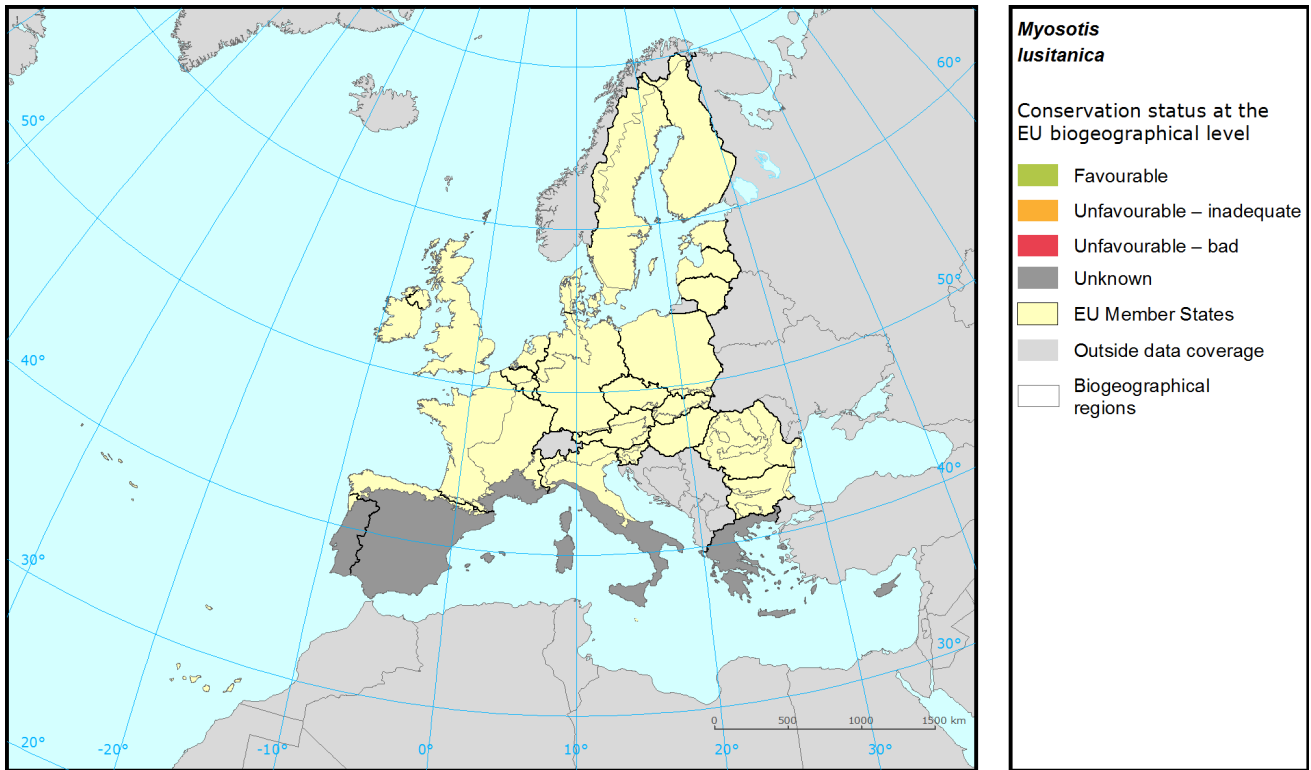 Myosotis
lusitanica
Conservation status at the
EU biogeographical level
Favourable
Unfavourable – inadequate
Unfavourable – bad
Unknown
EU Member States
Outside data coverage
Biogeographical
regions
60°
50°
50°
40°
40°
30°
30°
20°
-20°
-10°
0°
10°
20°
30°
0
500
1000
1500 km